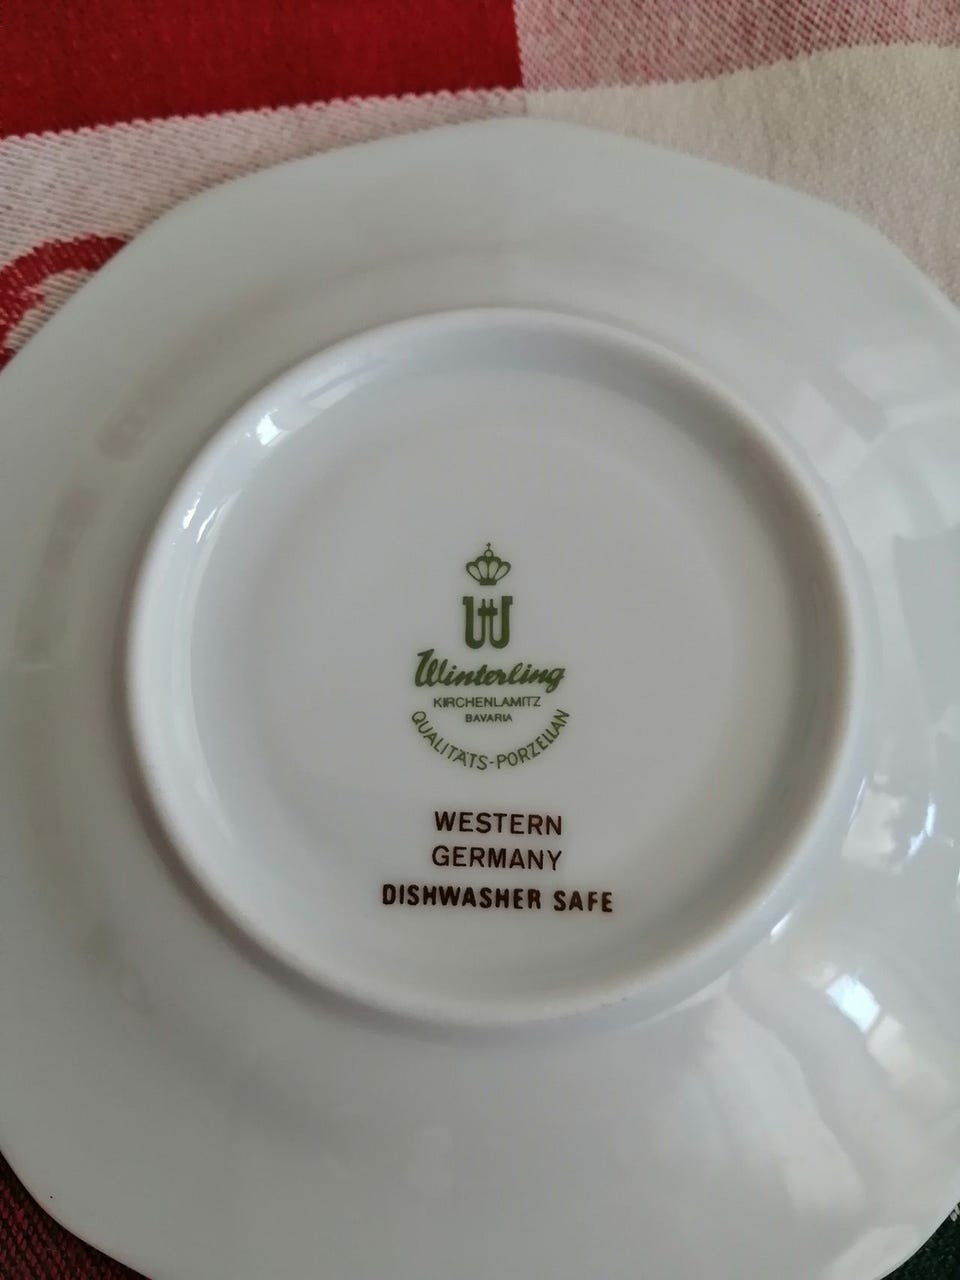 W
Winterling
KIRCHENLAMITZ
BAVARIA
QUALITÄTS-PORZELLAN
WESTERN
GERMANY
DISHWASHER SAFE